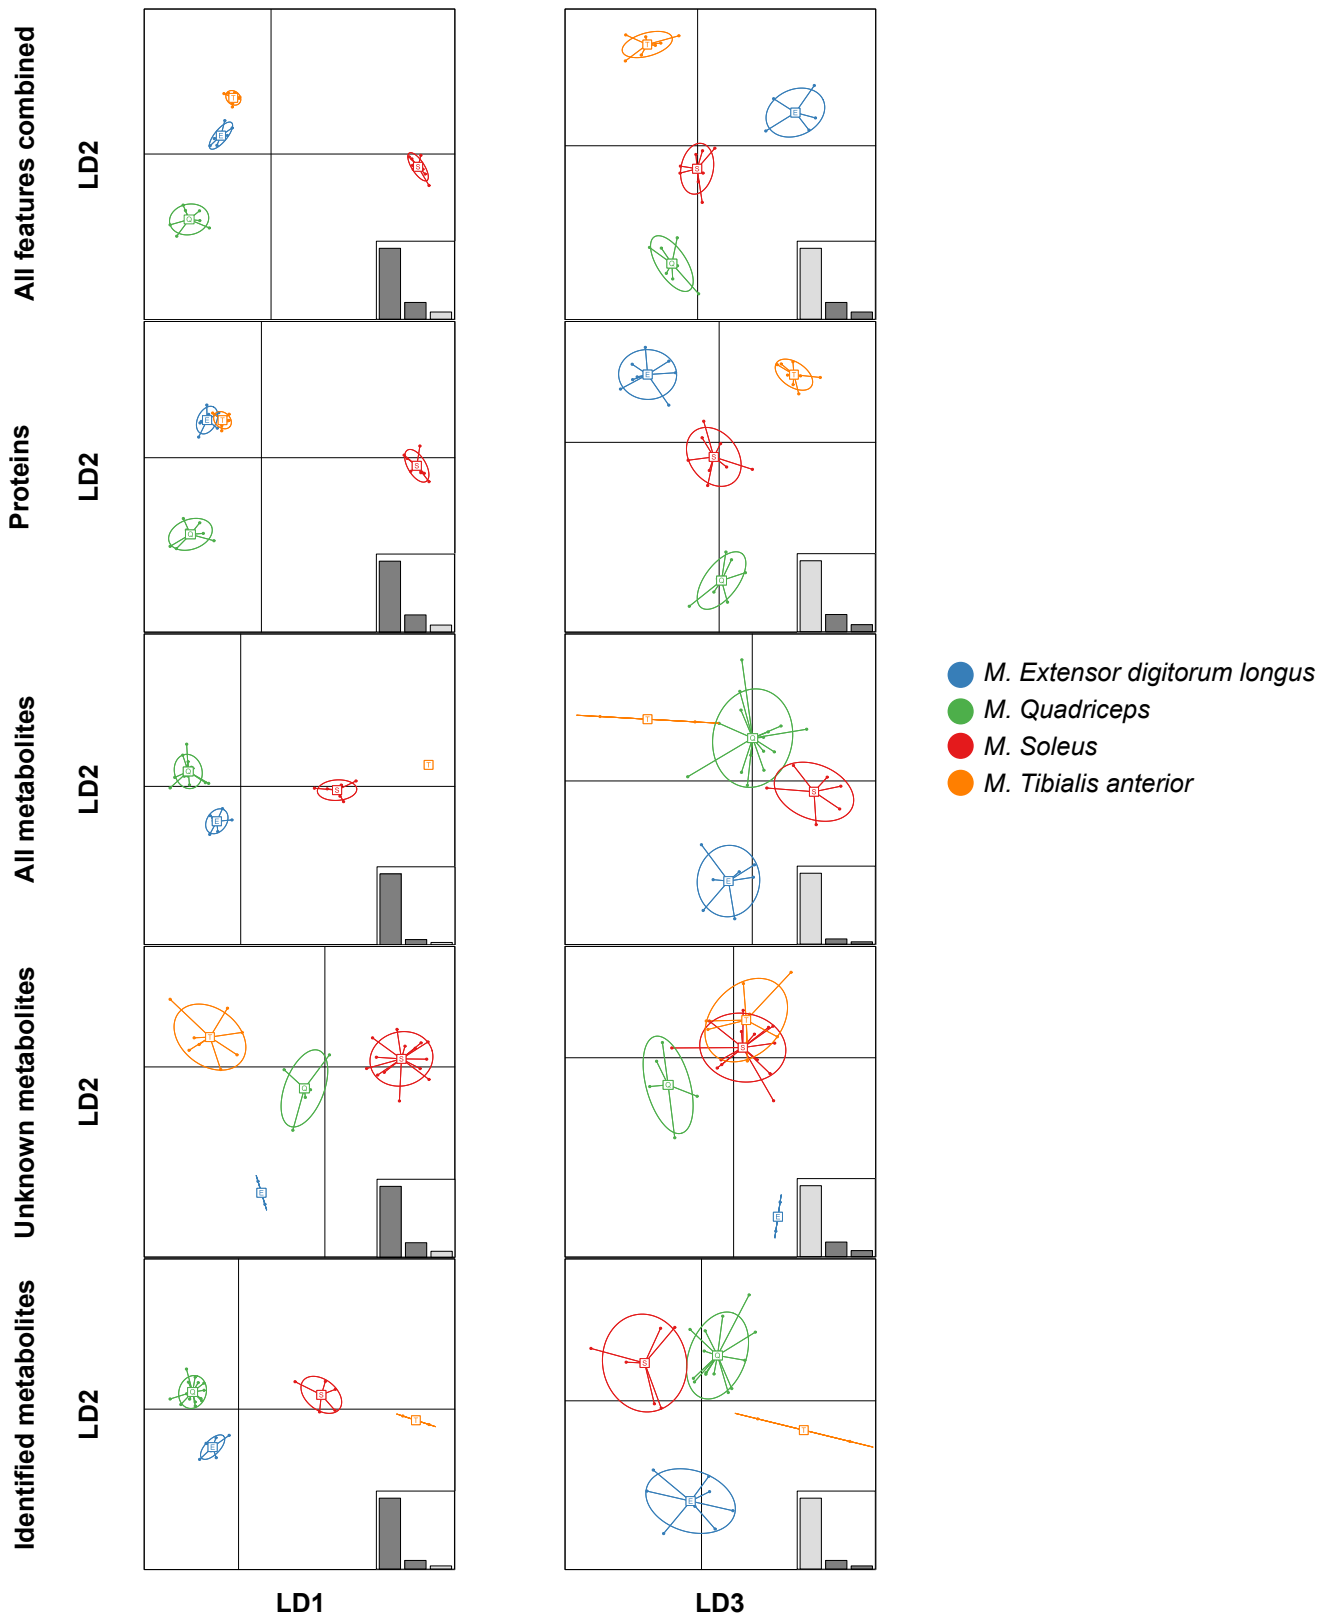 All features combined
LD2
T
E
S
Q
T
E
S
Q
Proteins
LD2
E
T
S
Q
E
T
S
Q
All metabolites
LD2
Q
T
S
E
T
Q
S
E
M. Extensor digitorum longus
M. Quadriceps
M. Soleus
M. Tibialis anterior
Unknown metabolites
LD2
T
S
Q
E
T
S
Q
E
Identified metabolites
LD2
Q
S
T
E
S
Q
T
E
LD1
LD3